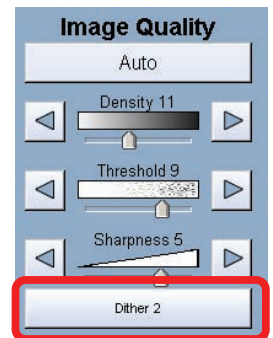 Image Quality
Auto
Density 11
Threshold 9
Sharpness 5
Dither 2